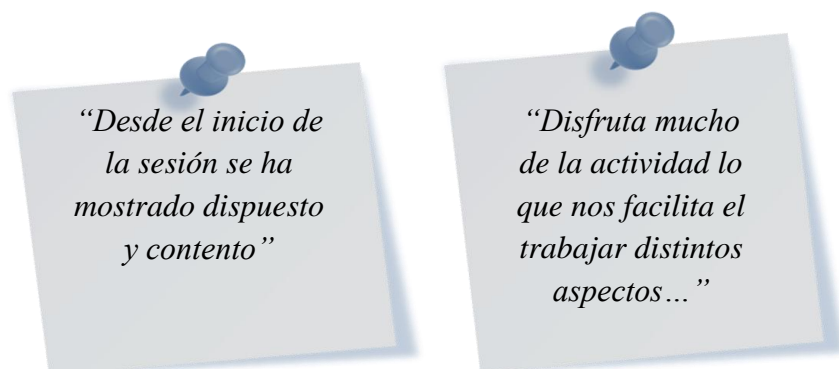 “Desde el inicio de
la sesión se ha
mostrado dispuesto
y contento”
“Disfruta mucho
de la actividad lo
que nos facilita el
trabajar distintos
aspectos…”